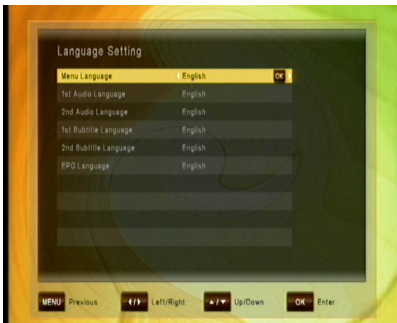 Language Setting
Menu Language English OK
1st Audio Language English
2nd Audio Language English
1st Subtitle Language English
2nd Subtitle Language English
EPG Language English
MENU Previous ◀/▶ Left/Right ▲/▼ Up/Down OK Enter